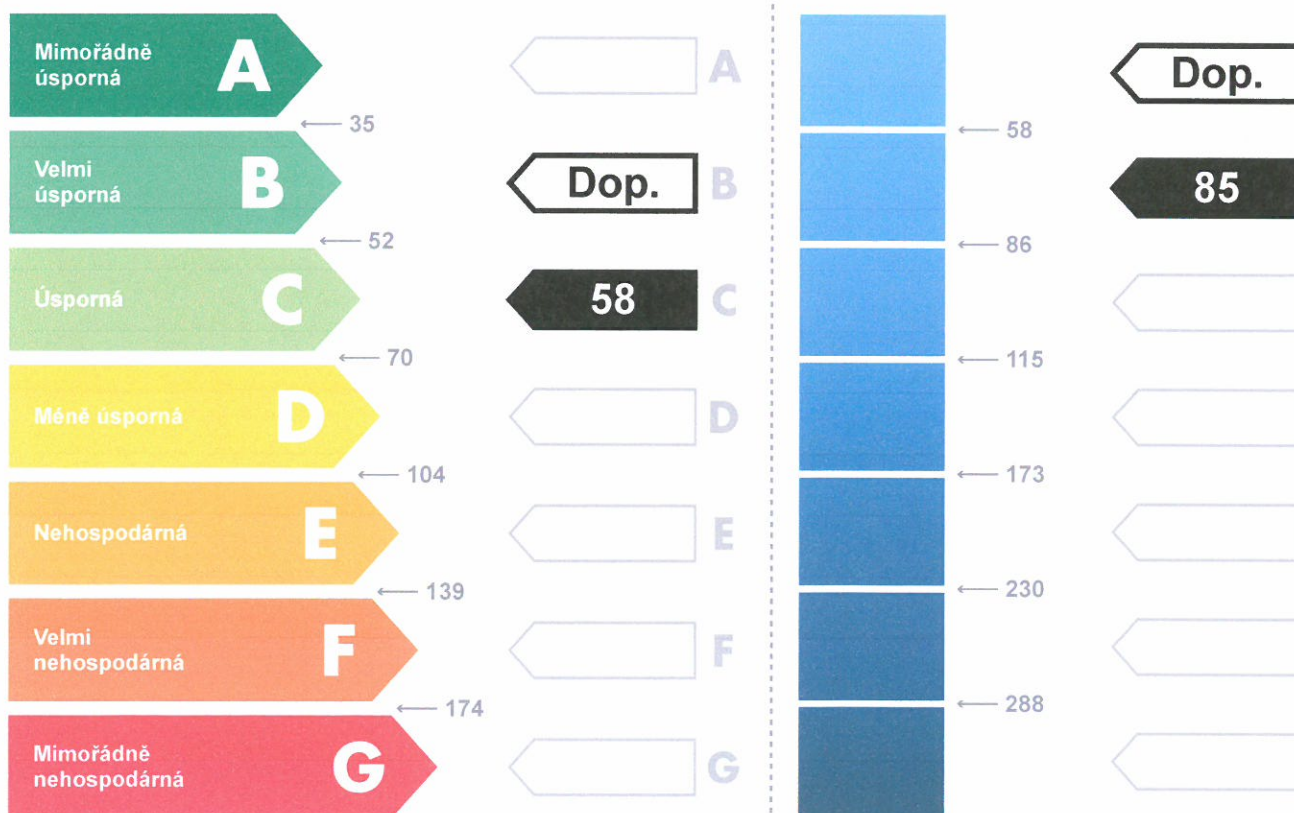 Mimořádně
úsporná
A
A
Dop.
35
58
Velmi
úsporná
B
Dop.
B
85
52
86
Úsporná
C
58
C
70
115
Méně úsporná
D
D
104
173
Nehospodárná
E
E
139
230
Velmi
nehospodárná
F
F
174
288
Mimořádně
nehospodárná
G
G